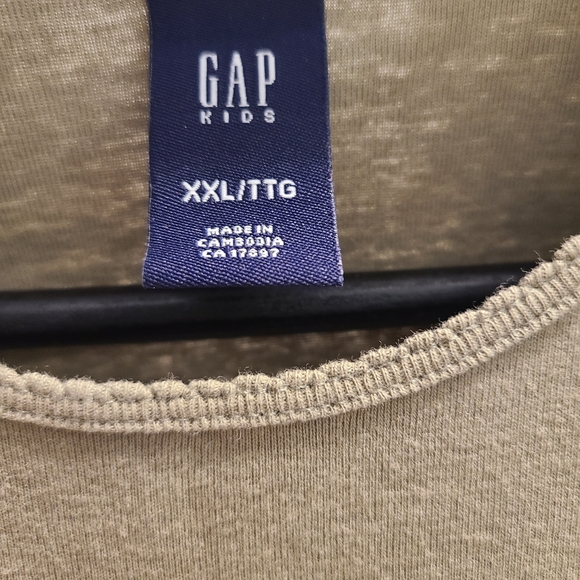 GAP
KIDS
XXL/TTG
MADE IN
CAMBODIA
CA 17897